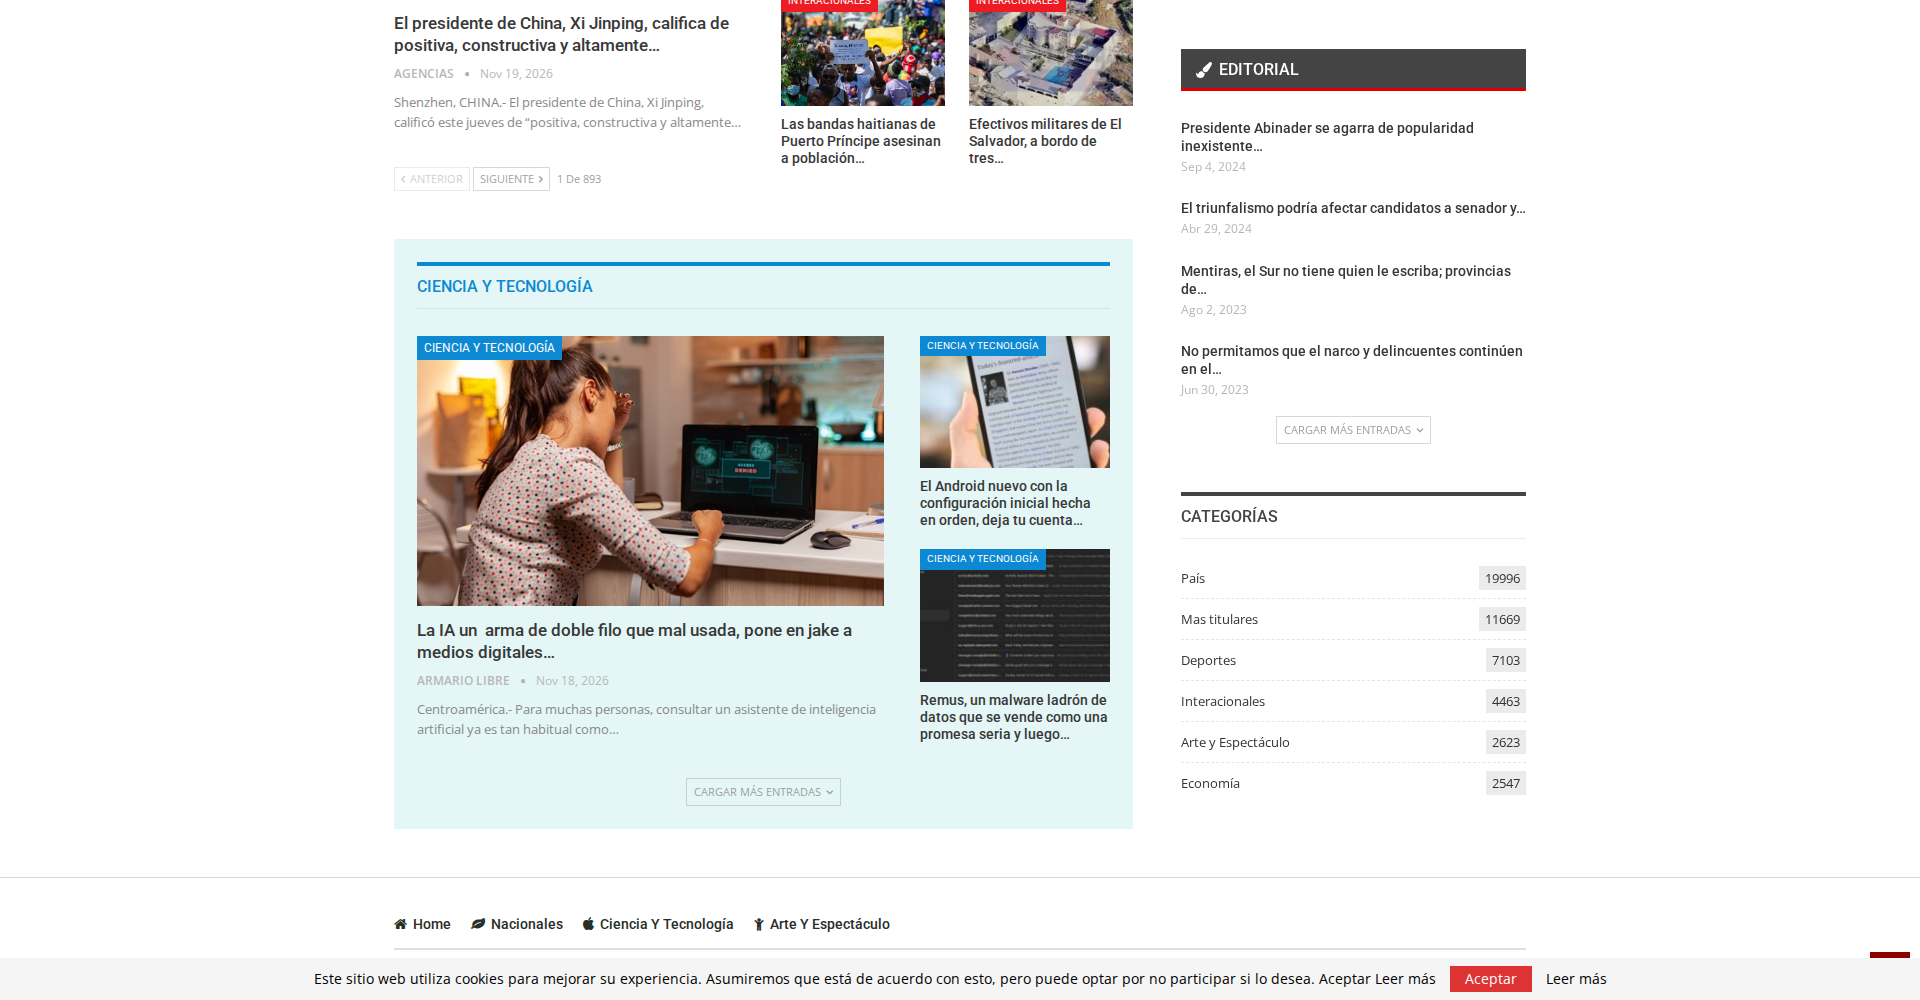 El presidente de China, Xi Jinping, califica de
positiva, constructiva y altamente…
AGENCIAS
Nov 19, 2026
Shenzhen, CHINA.- El presidente de China, Xi Jinping,
calificó este jueves de “positiva, constructiva y altamente…
ANTERIOR
SIGUIENTE
1 De 893
INTERACIONALES
Las bandas haitianas de
Puerto Príncipe asesinan
a población…
INTERACIONALES
Efectivos militares de El
Salvador, a bordo de
tres…
CIENCIA Y TECNOLOGÍA
CIENCIA Y TECNOLOGÍA
ACCESS
DENIED
La IA un  arma de doble filo que mal usada, pone en jake a
medios digitales…
ARMARIO LIBRE
Nov 18, 2026
Centroamérica.- Para muchas personas, consultar un asistente de inteligencia
artificial ya es tan habitual como…
CIENCIA Y TECNOLOGÍA
El Android nuevo con la
configuración inicial hecha
en orden, deja tu cuenta…
CIENCIA Y TECNOLOGÍA
Remus, un malware ladrón de
datos que se vende como una
promesa seria y luego…
CARGAR MÁS ENTRADAS
EDITORIAL
Presidente Abinader se agarra de popularidad
inexistente…
Sep 4, 2024
El triunfalismo podría afectar candidatos a senador y…
Abr 29, 2024
Mentiras, el Sur no tiene quien le escriba; provincias
de…
Ago 2, 2023
No permitamos que el narco y delincuentes continúen
en el…
Jun 30, 2023
CARGAR MÁS ENTRADAS
CATEGORÍAS
País 19996
Mas titulares 11669
Deportes 7103
Interacionales 4463
Arte y Espectáculo 2623
Economía 2547
Home
Nacionales
Ciencia Y Tecnología
Arte Y Espectáculo
Este sitio web utiliza cookies para mejorar su experiencia. Asumiremos que está de acuerdo con esto, pero puede optar por no participar si lo desea. Aceptar Leer más
Aceptar
Leer más